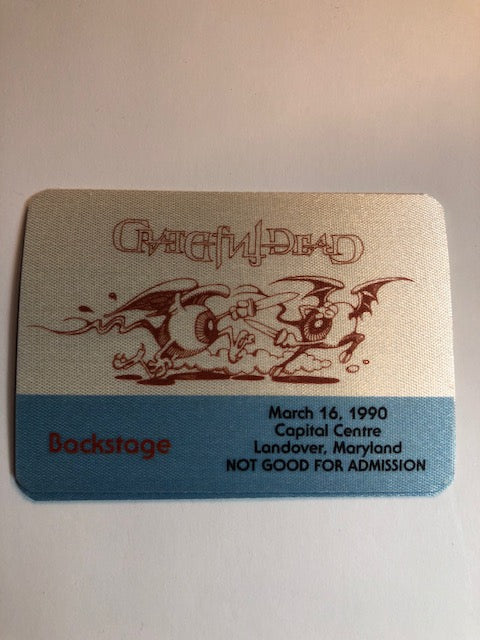 GRATEFUL DEAD
Backstage
March 16, 1990
Capital Centre
Landover, Maryland
NOT GOOD FOR ADMISSION